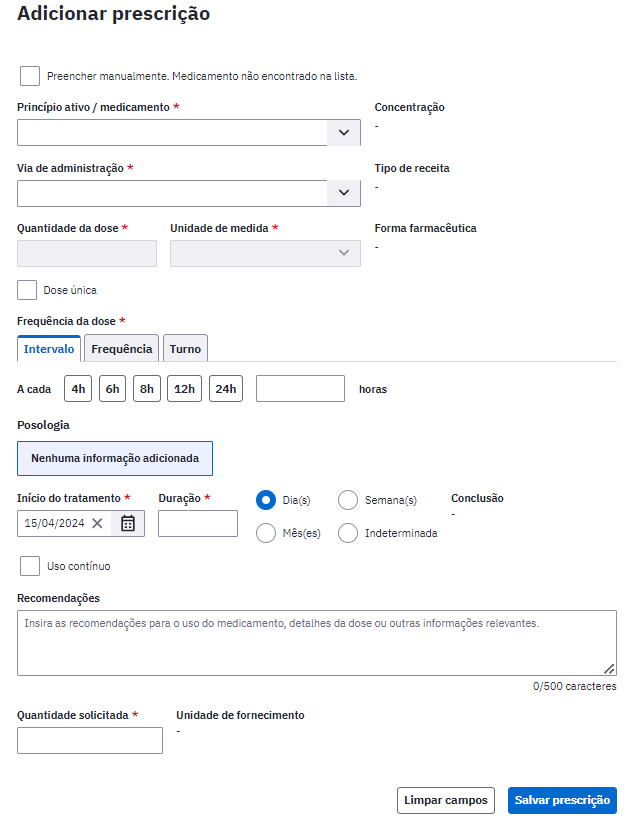 Adicionar prescrição
Preencher manualmente. Medicamento não encontrado na lista.
Princípio ativo / medicamento *
Concentração
-
Via de administração *
Tipo de receita
-
Quantidade da dose *
Unidade de medida *
Forma farmacêutica
-
Dose única
Frequência da dose *
Intervalo
Frequência
Turno
A cada 4h 6h 8h 12h 24h horas
Posologia
Nenhuma informação adicionada
Início do tratamento *
Duração *
Dia(s)
Semana(s)
Conclusão
-
15/04/2024
Mês(es)
Indeterminada
Uso contínuo
Recomendações
Insira as recomendações para o uso do medicamento, detalhes da dose ou outras informações relevantes.
0/500 caracteres
Quantidade solicitada *
Unidade de fornecimento
-
Limpar campos
Salvar prescrição